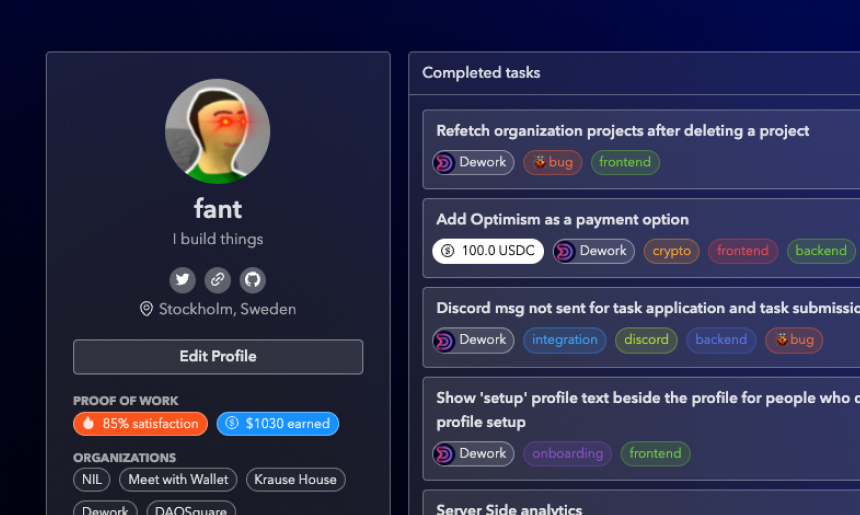 fant
I build things
Stockholm, Sweden
Edit Profile
PROOF OF WORK
85% satisfaction $1030 earned
ORGANIZATIONS
NIL Meet with Wallet Krause House
Dework DAOSquare
Completed tasks
Refetch organization projects after deleting a project
Dework bug frontend
Add Optimism as a payment option
100.0 USDC Dework crypto frontend backend
Discord msg not sent for task application and task
Dework integration discord backend bug
Show 'setup' profile text beside the profile for people who
profile setup
Dework onboarding frontend
Server Side analytics